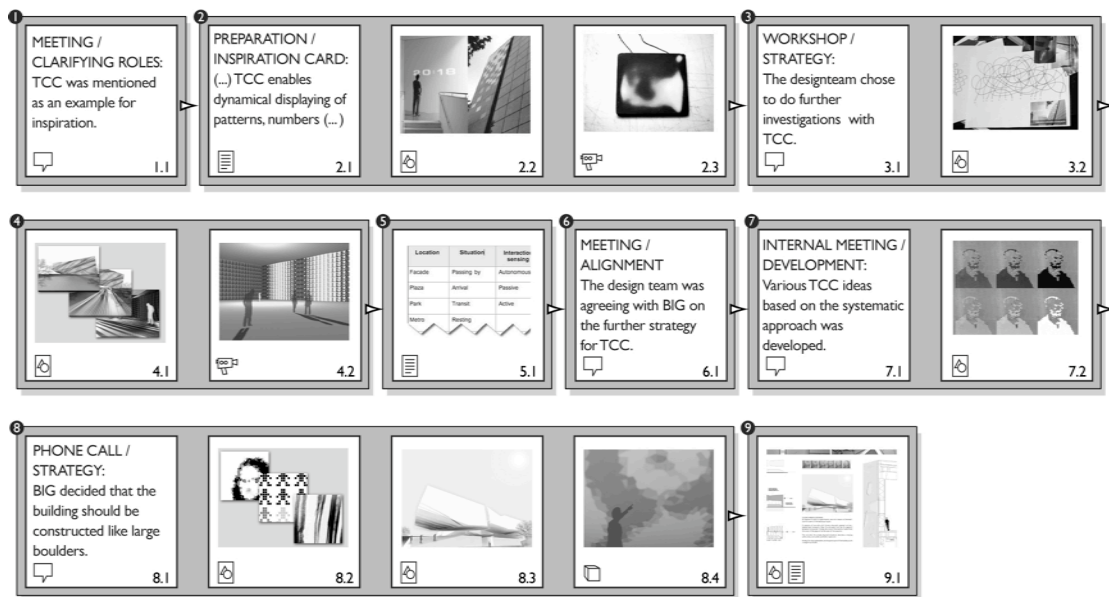 1
MEETING /
CLARIFYING ROLES:
TCC was mentioned
as an example for
inspiration.
1.1
2
PREPARATION /
INSPIRATION CARD:
(...) TCC enables
dynamical displaying of
patterns, numbers (... )
2.1
20:18
2.2
2.3
3
WORKSHOP /
STRATEGY:
The designteam chose
to do further
investigations with
TCC.
3.1
3.2
4
4.1
4.2
5
Location Situation Interaction
sensing
Facade Passing by Autonomous
Plaza Arrival Passive
Park Transit Active
Metro Resting
5.1
6
MEETING /
ALIGNMENT
The design team was
agreeing with BIG on
the further strategy
for TCC.
6.1
7
INTERNAL MEETING /
DEVELOPMENT:
Various TCC ideas
based on the systematic
approach was
developed.
7.1
7.2
8
PHONE CALL /
STRATEGY:
BIG decided that the
building should be
constructed like large
boulders.
8.1
8.2
8.3
8.4
9
9.1